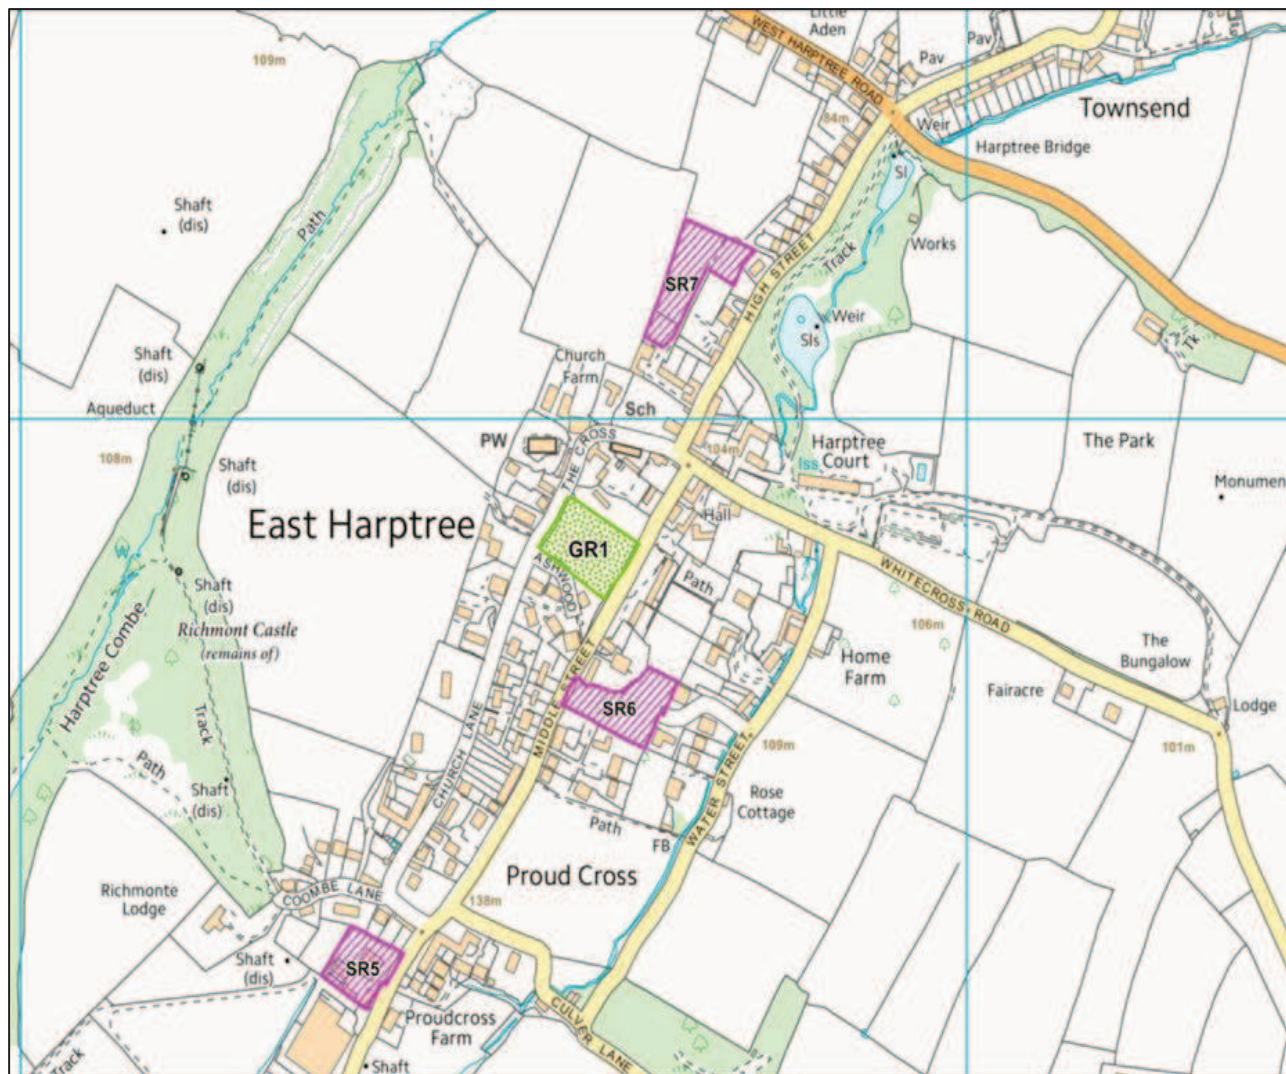 Little
Aden
Pav
Pav
109m
WEST HARPTREE ROAD
Townsend
84m
Weir
Harptree Bridge
Sl
Shaft
(dis)
Path
Works
Track
SR7
HIGH STREET
Weir
Sls
Tk
Shaft
(dis)
Church
Farm
Aqueduct
Sch
PW
THE CROSS
104m
Harptree
Court
The Park
108m
Shaft
(dis)
Iss
Monumen
East Harptree
Hall
GR1
ASHWOOD
Path
WHITECROSS ROAD
Shaft
(dis)
Richmont Castle
(remains of)
106m
Harptree Combe
The
Bungalow
Home
Farm
Fairacre
Lodge
SR6
MIDDLE STREET
CHURCH LANE
Track
109m
101m
Path
Shaft
(dis)
Rose
Cottage
WATER STREET
Path
FB
Proud Cross
Richmonte
Lodge
COOMBE LANE
138m
Shaft
(dis)
SR5
Proudcross
Farm
CULVER LANE
Track
Shaft